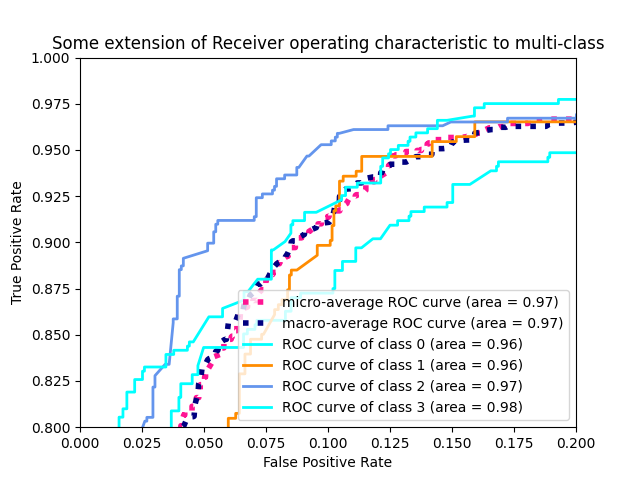 Some extension of Receiver operating characteristic to multi-class
1.000
0.975
0.950
0.925
0.900
0.875
0.850
0.825
0.800
True Positive Rate
micro-average ROC curve (area = 0.97)
macro-average ROC curve (area = 0.97)
ROC curve of class 0 (area = 0.96)
ROC curve of class 1 (area = 0.96)
ROC curve of class 2 (area = 0.97)
ROC curve of class 3 (area = 0.98)
0.000 0.025 0.050 0.075 0.100 0.125 0.150 0.175 0.200
False Positive Rate